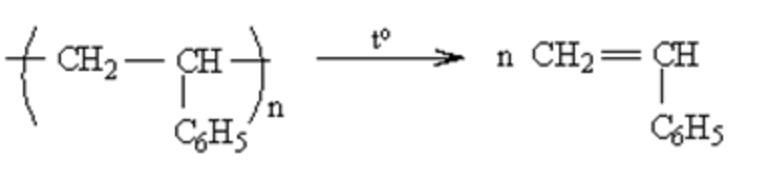 ( CH₂ — CH )n t° → n CH₂ = CH
C₆H₅ C₆H₅